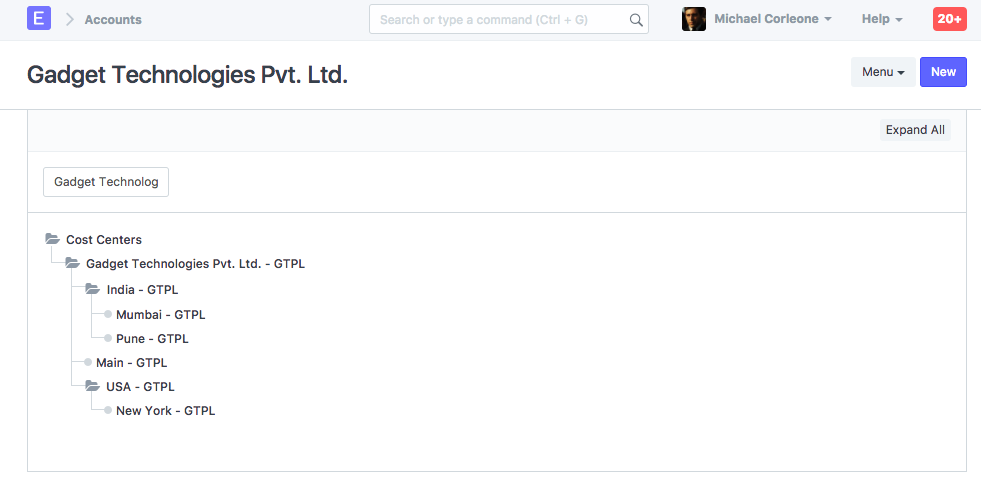 E Accounts Search or type a command (Ctrl + G) Michael Corleone Help 20+
Gadget Technologies Pvt. Ltd. Menu New
Expand All
Gadget Technolog
Cost Centers
Gadget Technologies Pvt. Ltd. - GTPL
India - GTPL
Mumbai - GTPL
Pune - GTPL
Main - GTPL
USA - GTPL
New York - GTPL